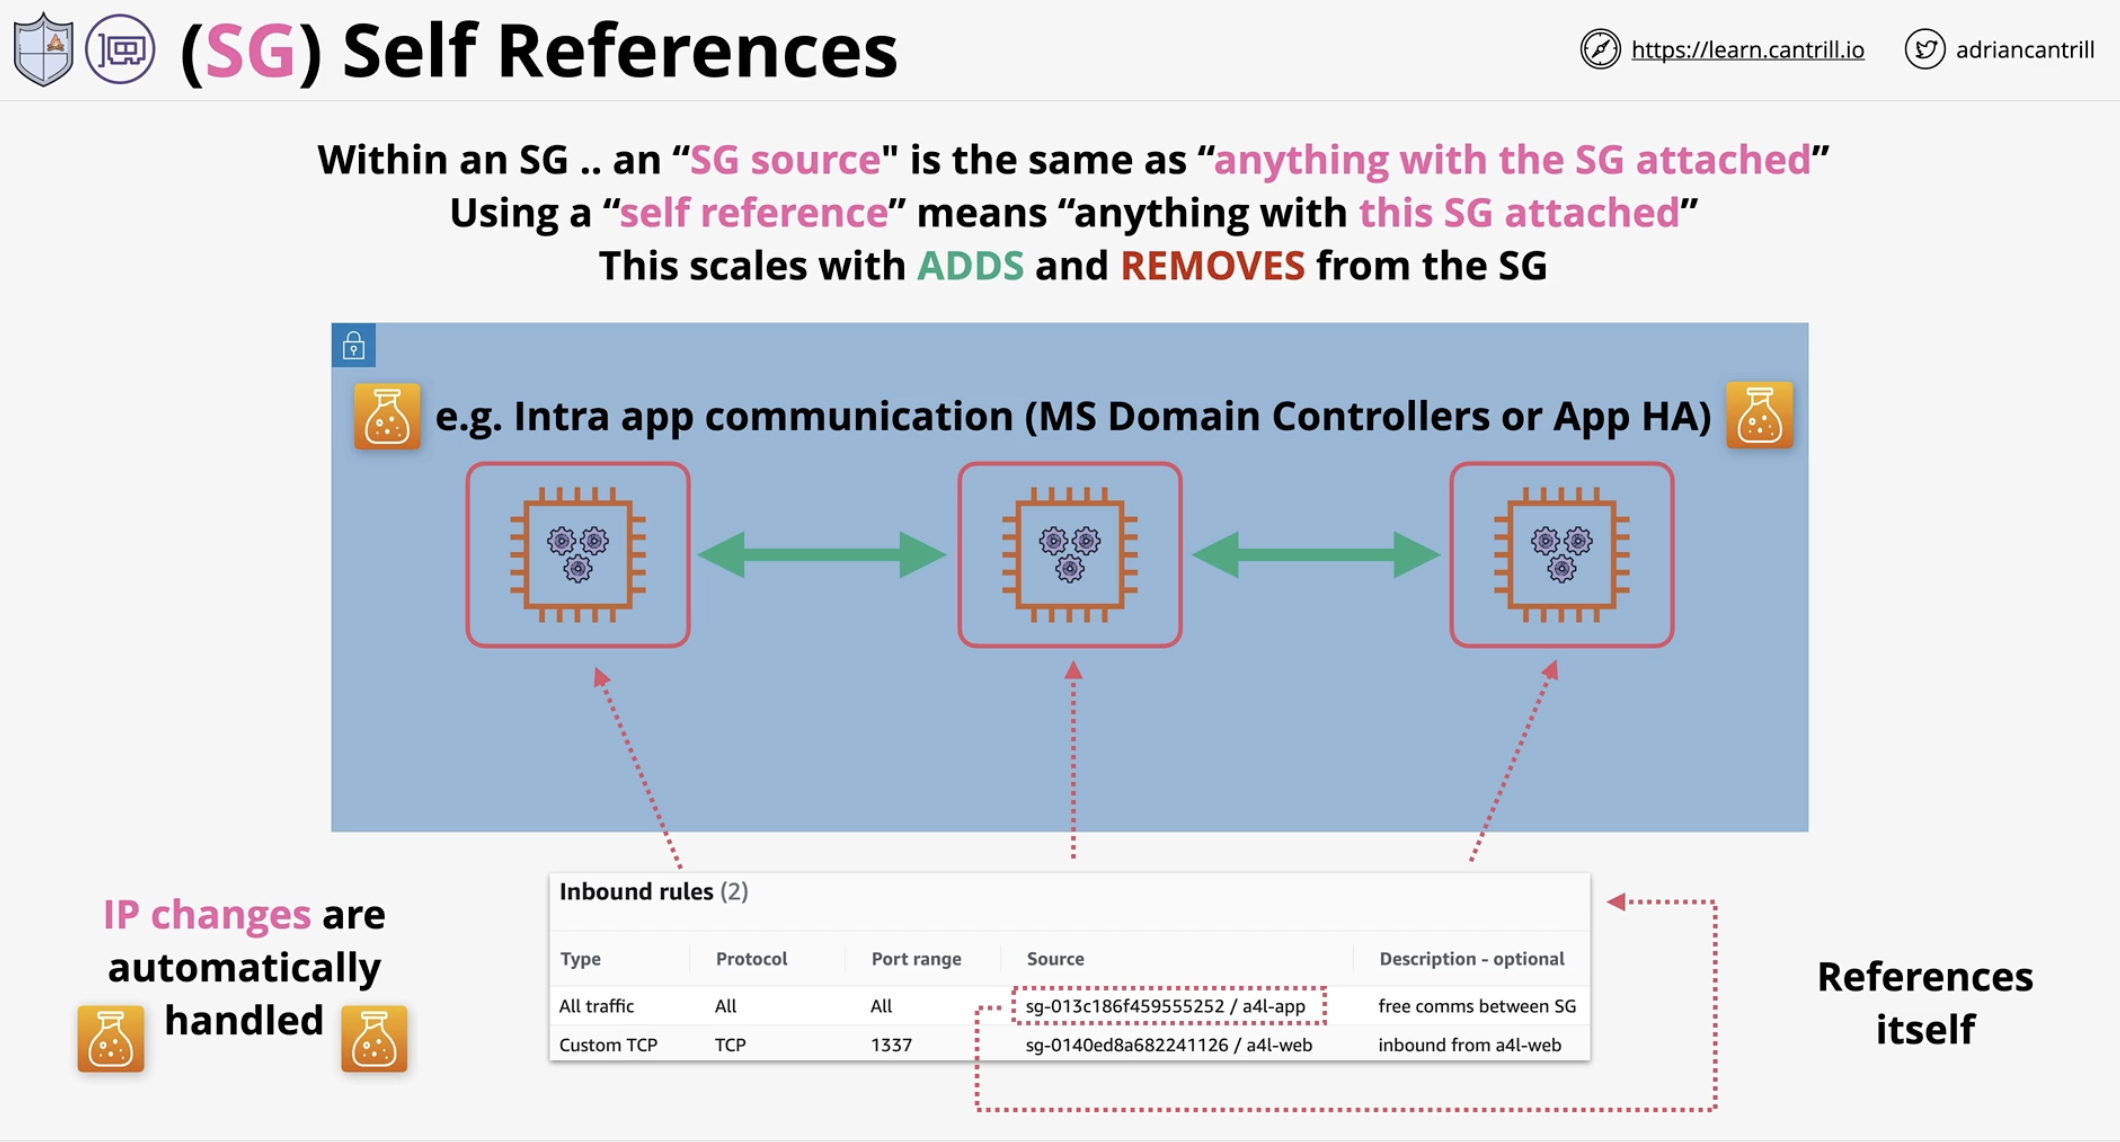 (SG) Self References
https://learn.cantrill.io
adriancantrill
Within an SG .. an “SG source" is the same as “anything with the SG attached”
Using a “self reference” means “anything with this SG attached”
This scales with ADDS and REMOVES from the SG
e.g. Intra app communication (MS Domain Controllers or App HA)
IP changes are
automatically
handled
Inbound rules (2)
Type Protocol Port range Source Description - optional
All traffic All All sg-013c186f459555252 / a4l-app free comms between SG
Custom TCP TCP 1337 sg-0140ed8a682241126 / a4l-web inbound from a4l-web
References
itself